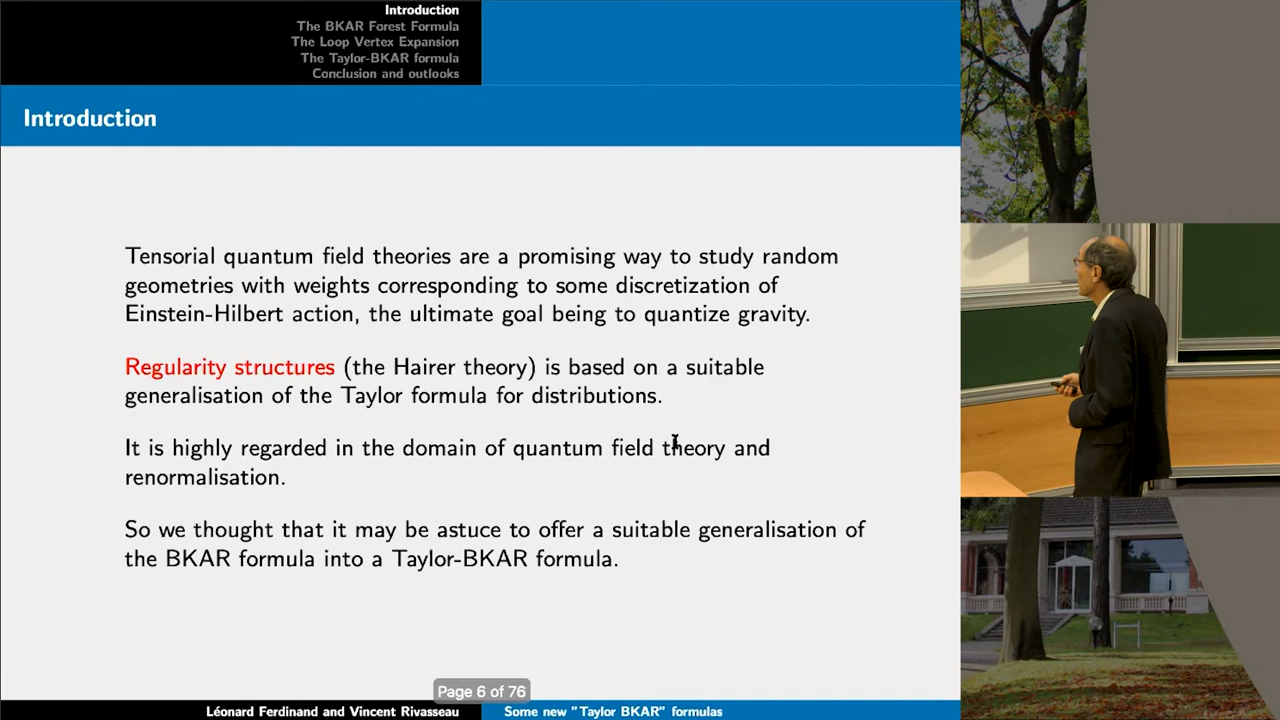 Introduction
The BKAR Forest Formula
The Loop Vertex Expansion
The Taylor-BKAR formula
Conclusion and outlooks
Introduction
Tensorial quantum field theories are a promising way to study random
geometries with weights corresponding to some discretization of
Einstein-Hilbert action, the ultimate goal being to quantize gravity.
Regularity structures (the Hairer theory) is based on a suitable
generalisation of the Taylor formula for distributions.
It is highly regarded in the domain of quantum field theory and
renormalisation.
So we thought that it may be astuce to offer a suitable generalisation of
the BKAR formula into a Taylor-BKAR formula.
Page 6 of 76
Léonard Ferdinand and Vincent Rivasseau
Some new "Taylor BKAR" formulas